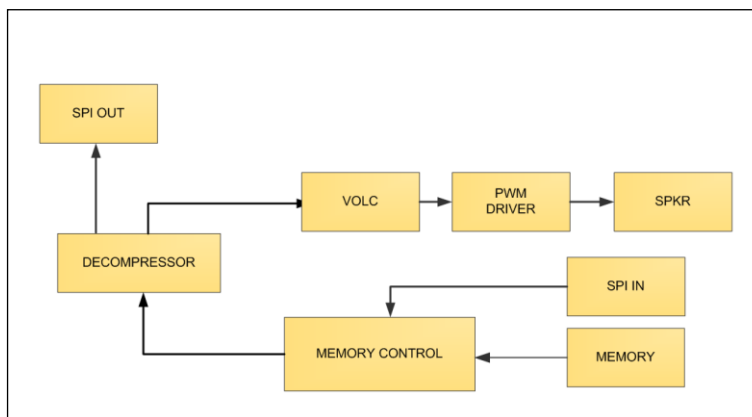 SPI OUT
VOLC
PWM
DRIVER
SPKR
DECOMPRESSOR
SPI IN
MEMORY CONTROL
MEMORY